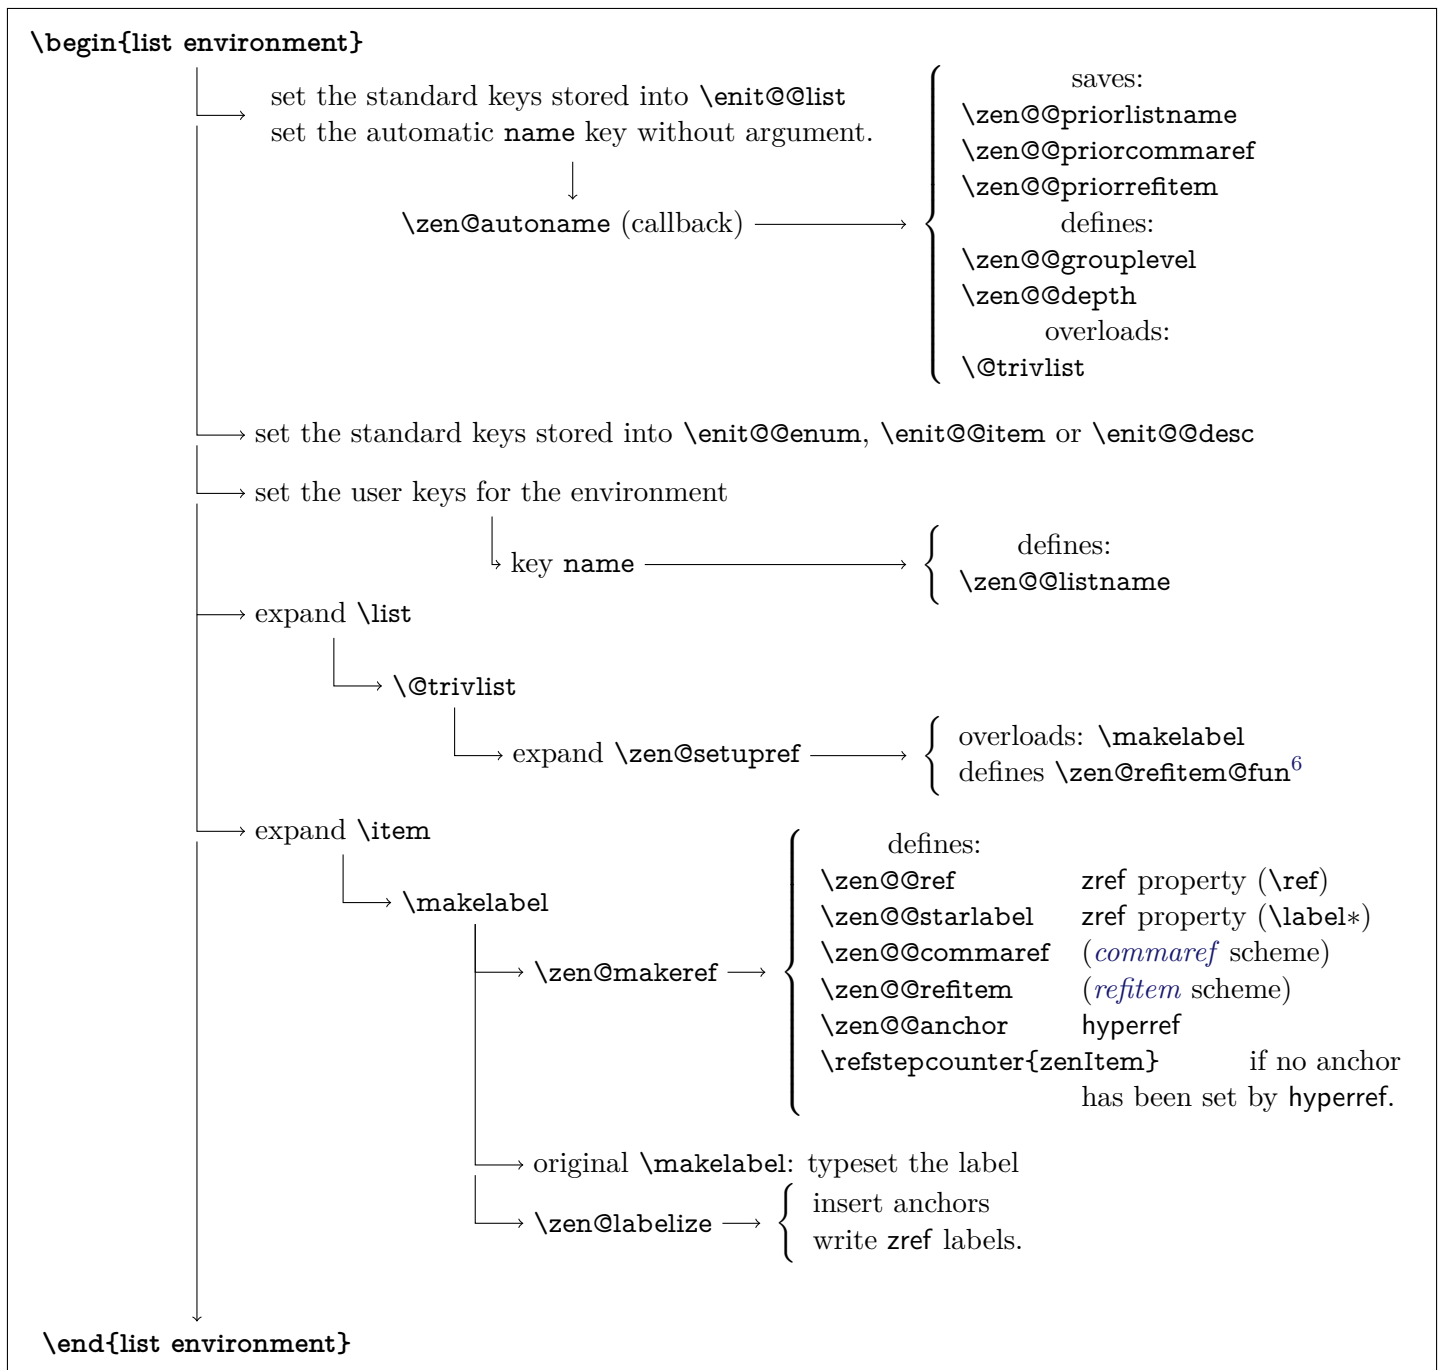 \begin{list environment}
set the standard keys stored into \enit@@list
set the automatic name key without argument.
\zen@autoname (callback)
saves:
\zen@@priorlistname
\zen@@priorcommaref
\zen@@priorrefitem
defines:
\zen@@grouplevel
\zen@@depth
overloads:
\@trivlist
set the standard keys stored into \enit@@enum, \enit@@item or \enit@@desc
set the user keys for the environment
key name
defines:
\zen@@listname
expand \list
\@trivlist
expand \zen@setupref
overloads: \makelabel
defines \zen@refitem@fun6
expand \item
\makelabel
\zen@makeref
defines:
\zen@@ref zref property (\ref)
\zen@@starlabel zref property (\label*)
\zen@@commaref (commaref scheme)
\zen@@refitem (refitem scheme)
\zen@@anchor hyperref
\refstepcounter{zenItem} if no anchor
has been set by hyperref.
original \makelabel: typeset the label
\zen@labelize
insert anchors
write zref labels.
\end{list environment}